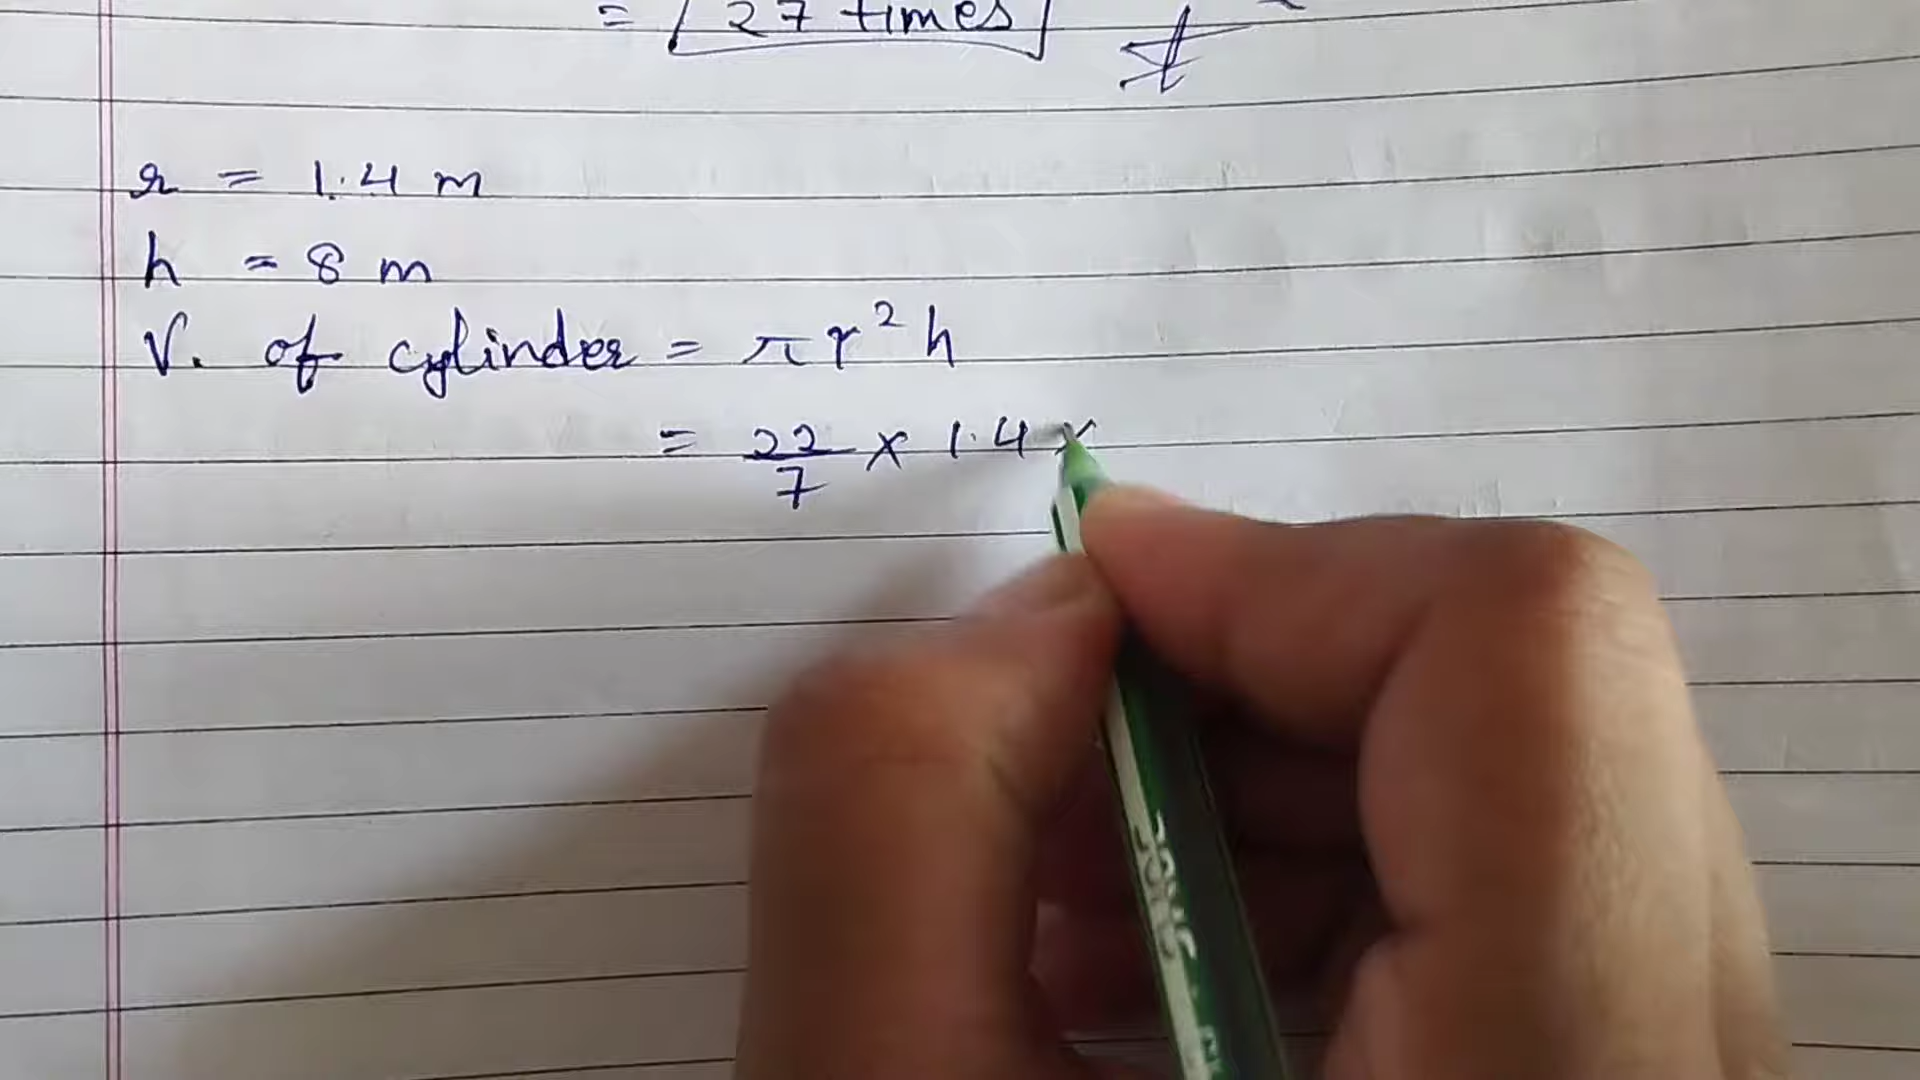 = 27 times
r = 1.4 m
h = 8 m
V. of cylinder = πr²h
= 22/7 × 1.4 ×